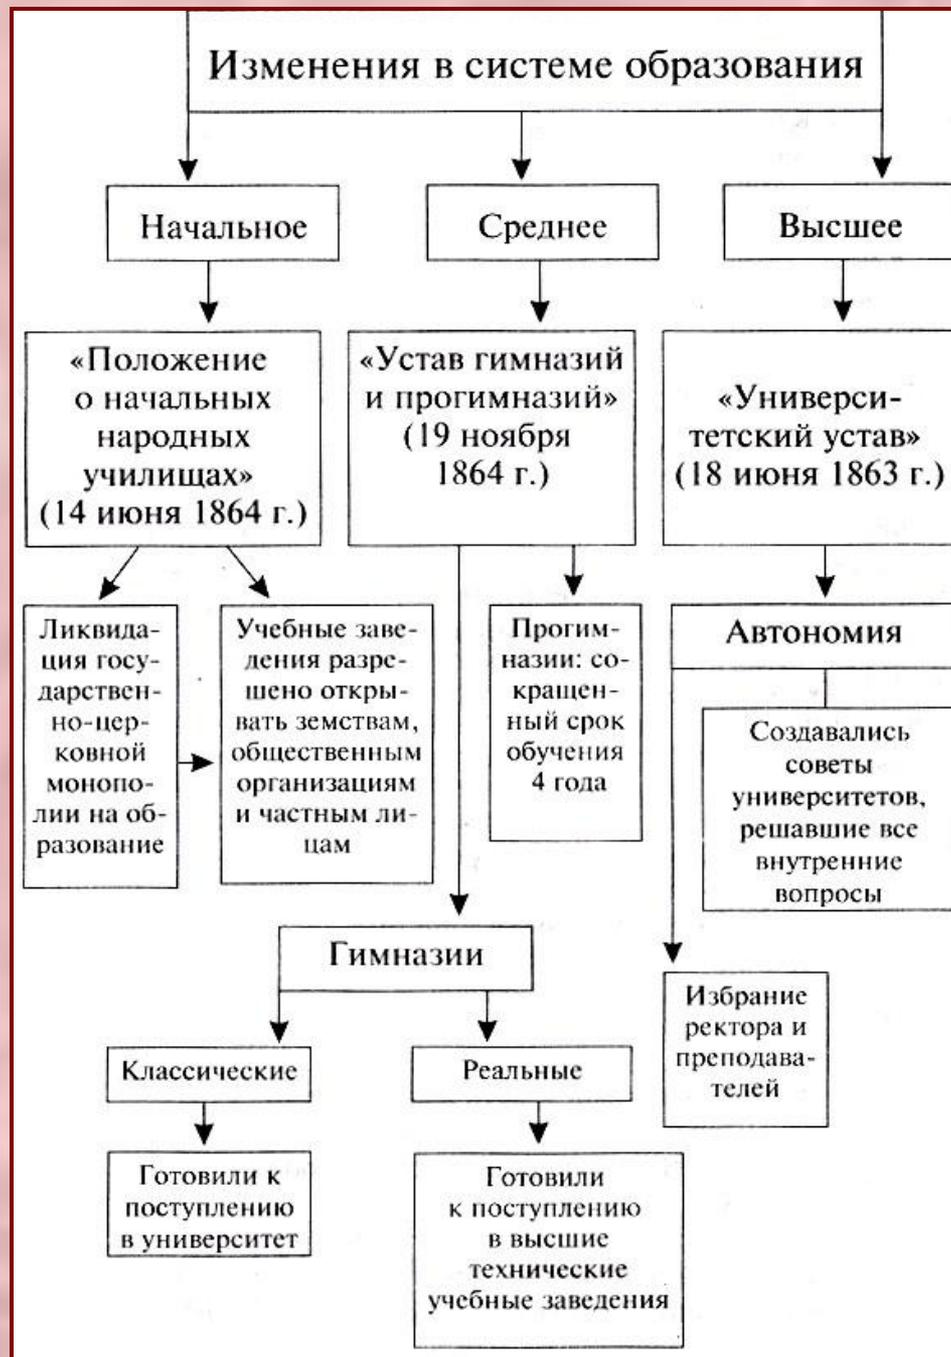 Изменения в системе образования
Начальное
Среднее
Высшее
«Положение
о начальных
народных
училищах»
(14 июня 1864 г.)
«Устав гимназий
и прогимназий»
(19 ноября
1864 г.)
«Универси-
тетский устав»
(18 июня 1863 г.)
Ликвида-
ция госу-
дарствен-
но-цер-
ковной
монопо-
лии на об-
разование
Учебные заве-
дения разре-
шено откры-
вать земствам,
общественным
организациям
и частным ли-
цам
Прогим-
назии: со-
кращен-
ный срок
обучения
4 года
Автономия
Создавались
советы
университетов,
решавшие все
внутренние
вопросы
Гимназии
Избрание
ректора и
преподава-
телей
Классические
Реальные
Готовили к
поступлению
в университет
Готовили
к поступлению
в высшие
технические
учебные заведения